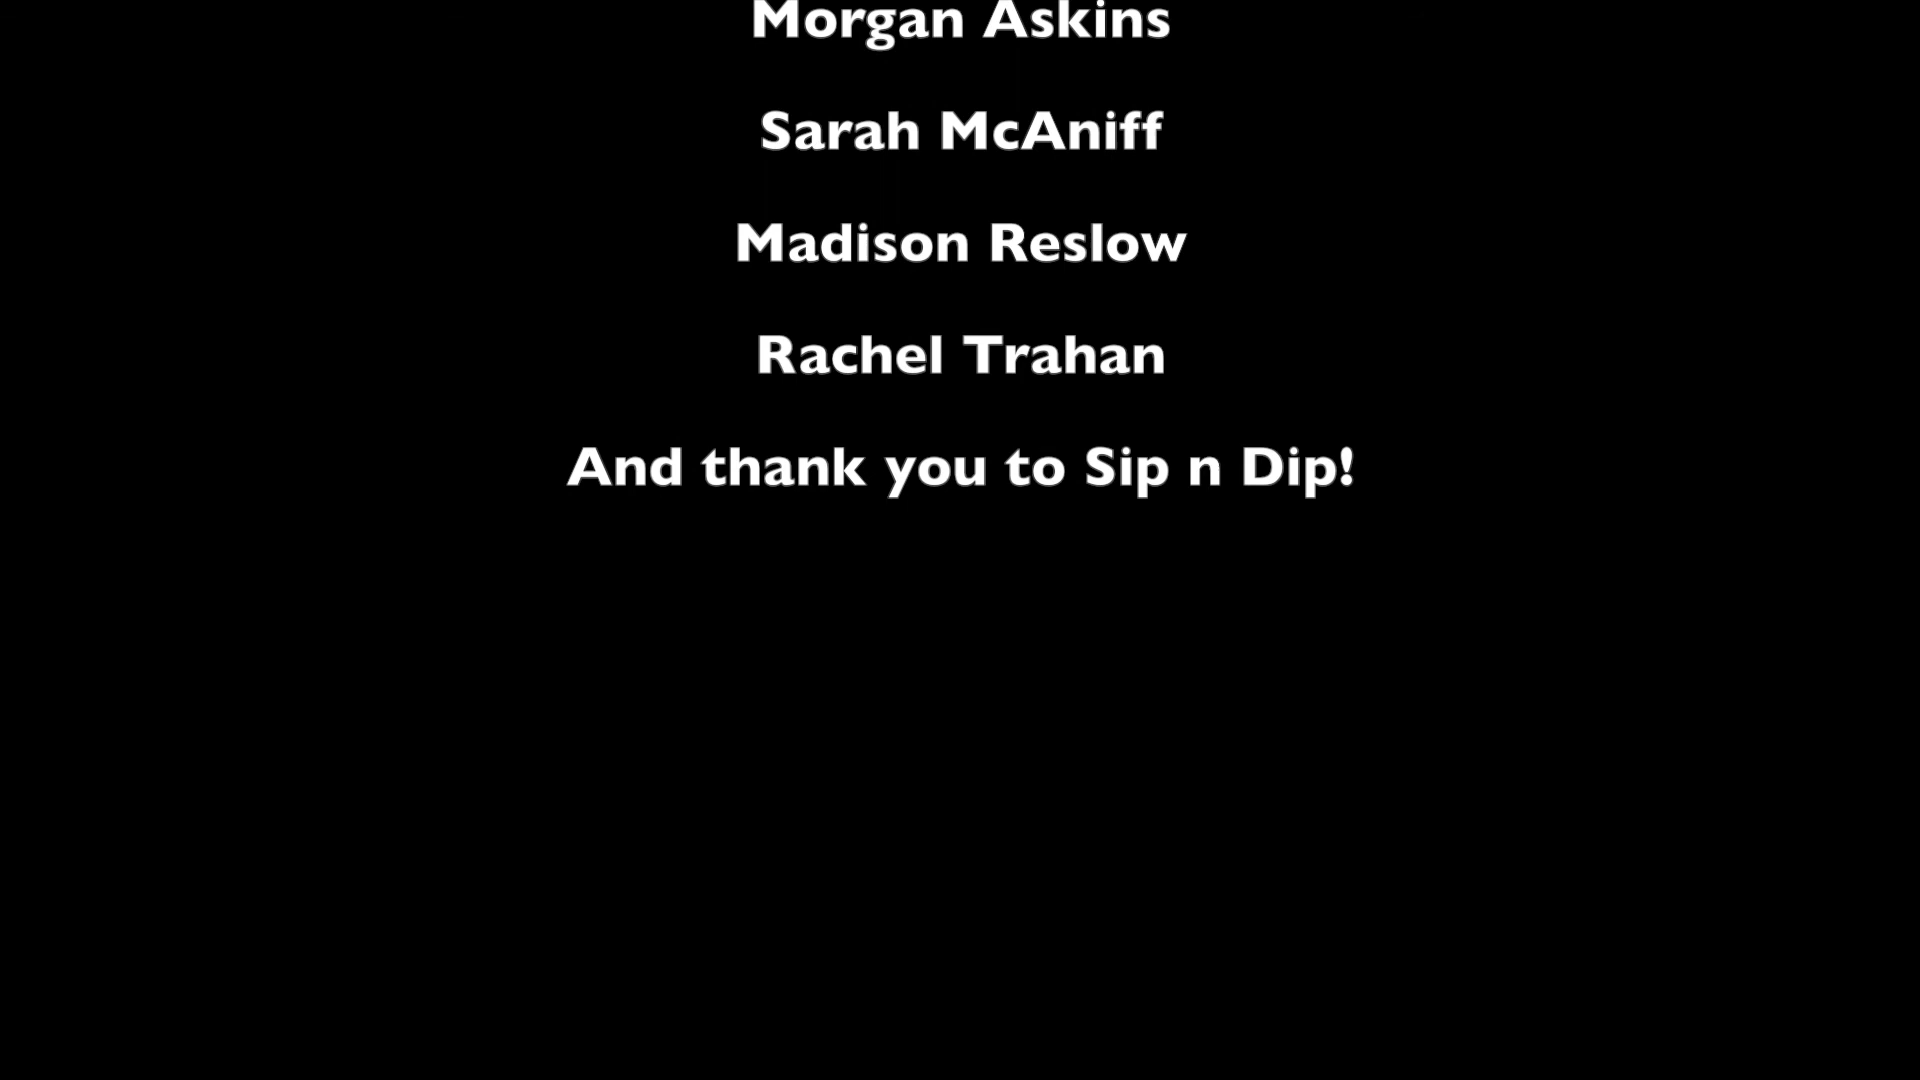 Morgan Askins
Sarah McAniff
Madison Reslow
Rachel Trahan
And thank you to Sip n Dip!